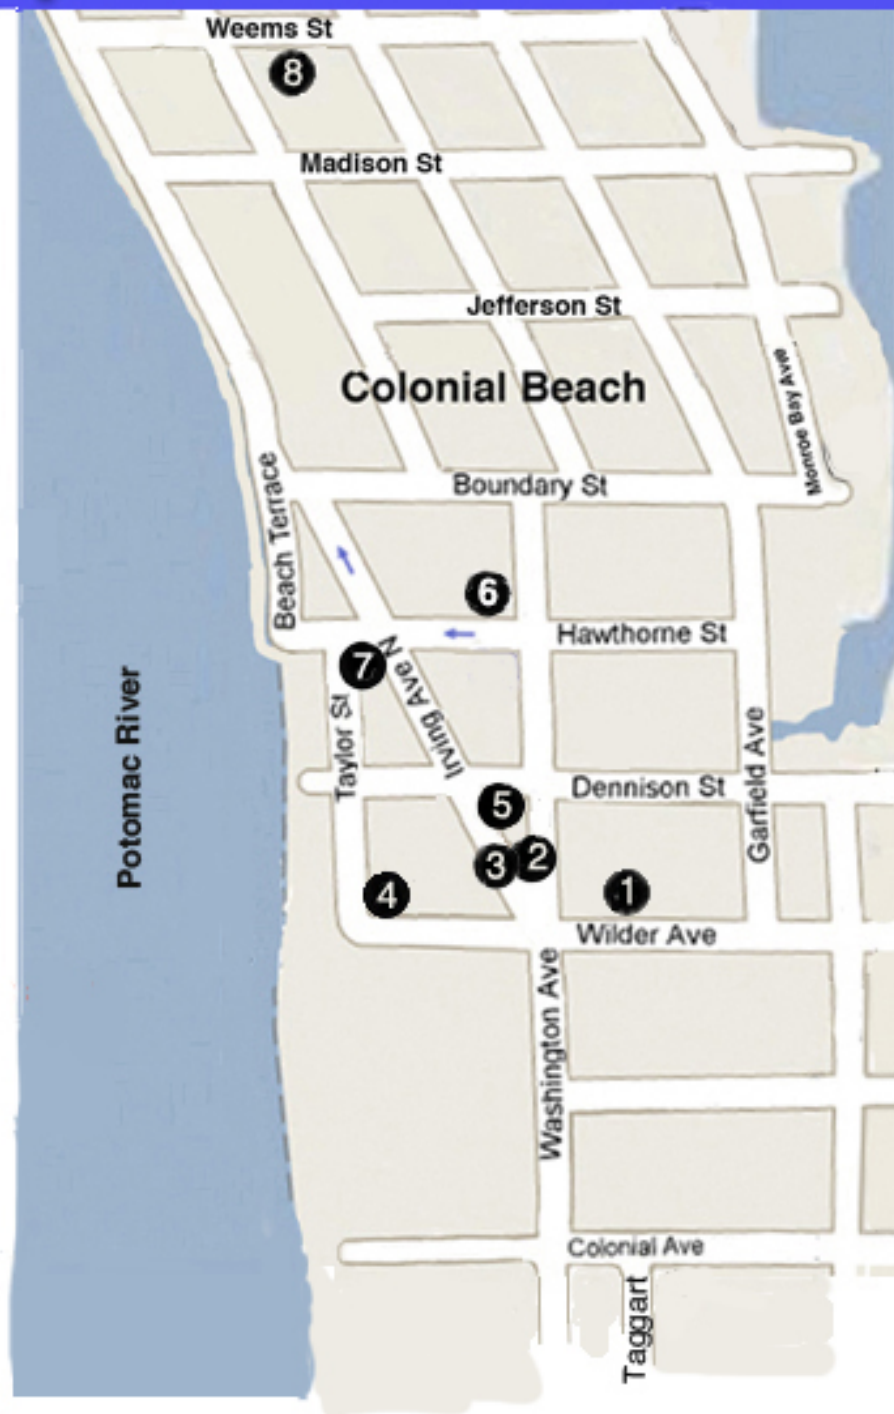 Weems St
8
Madison St
Jefferson St
Colonial Beach
Monroe Bay Ave
Boundary St
Beach Terrace
6
Hawthorne St
7
Irving Ave N
Taylor St
Potomac River
Dennison St
Garfield Ave
5
3
2
4
1
Wilder Ave
Washington Ave
Colonial Ave
Taggart